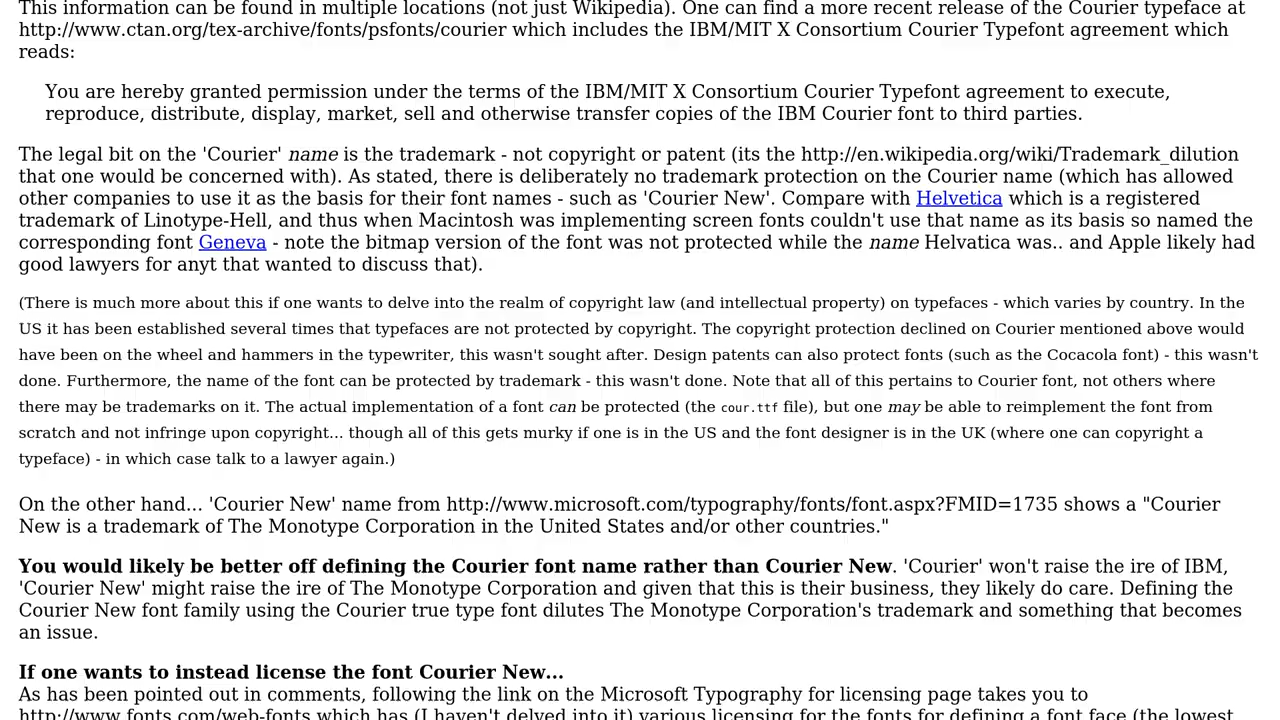 This information can be found in multiple locations (not just Wikipedia). One can find a more recent release of the Courier typeface at
http://www.ctan.org/tex-archive/fonts/psfonts/courier which includes the IBM/MIT X Consortium Courier Typefont agreement which
reads:
You are hereby granted permission under the terms of the IBM/MIT X Consortium Courier Typefont agreement to execute,
reproduce, distribute, display, market, sell and otherwise transfer copies of the IBM Courier font to third parties.
The legal bit on the 'Courier' name is the trademark - not copyright or patent (its the http://en.wikipedia.org/wiki/Trademark_dilution
that one would be concerned with). As stated, there is deliberately no trademark protection on the Courier name (which has allowed
other companies to use it as the basis for their font names - such as 'Courier New'. Compare with Helvetica which is a registered
trademark of Linotype-Hell, and thus when Macintosh was implementing screen fonts couldn't use that name as its basis so named the
corresponding font Geneva - note the bitmap version of the font was not protected while the name Helvatica was.. and Apple likely had
good lawyers for anyt that wanted to discuss that).
(There is much more about this if one wants to delve into the realm of copyright law (and intellectual property) on typefaces - which varies by country. In the
US it has been established several times that typefaces are not protected by copyright. The copyright protection declined on Courier mentioned above would
have been on the wheel and hammers in the typewriter, this wasn't sought after. Design patents can also protect fonts (such as the Cocacola font) - this wasn't
done. Furthermore, the name of the font can be protected by trademark - this wasn't done. Note that all of this pertains to Courier font, not others where
there may be trademarks on it. The actual implementation of a font can be protected (the cour.ttf file), but one may be able to reimplement the font from
scratch and not infringe upon copyright... though all of this gets murky if one is in the US and the font designer is in the UK (where one can copyright a
typeface) - in which case talk to a lawyer again.)
On the other hand... 'Courier New' name from http://www.microsoft.com/typography/fonts/font.aspx?FMID=1735 shows a "Courier
New is a trademark of The Monotype Corporation in the United States and/or other countries."
You would likely be better off defining the Courier font name rather than Courier New. 'Courier' won't raise the ire of IBM,
'Courier New' might raise the ire of The Monotype Corporation and given that this is their business, they likely do care. Defining the
Courier New font family using the Courier true type font dilutes The Monotype Corporation's trademark and something that becomes
an issue.
If one wants to instead license the font Courier New...
As has been pointed out in comments, following the link on the Microsoft Typography for licensing page takes you to
http://www.fonts.com/web-fonts which has (I haven't delved into it) various licensing for the fonts for defining a font face (the lowest